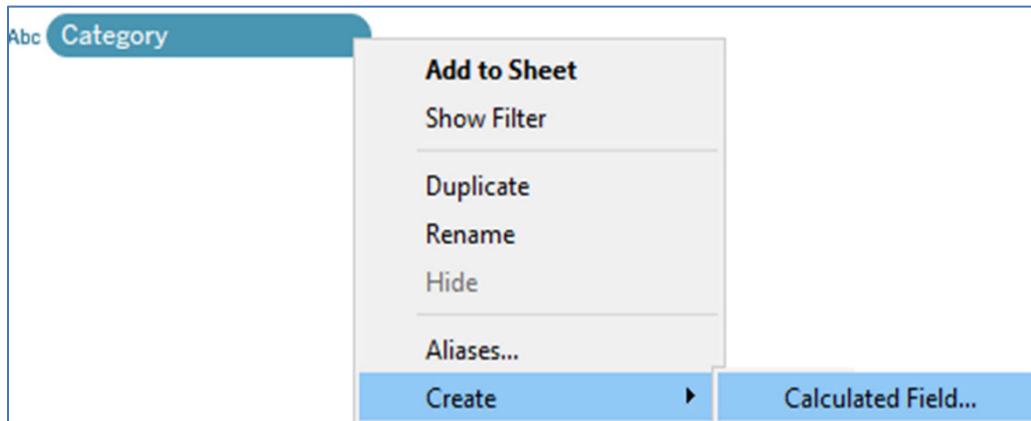 Abc Category
Add to Sheet
Show Filter
Duplicate
Rename
Hide
Aliases...
Create Calculated Field...